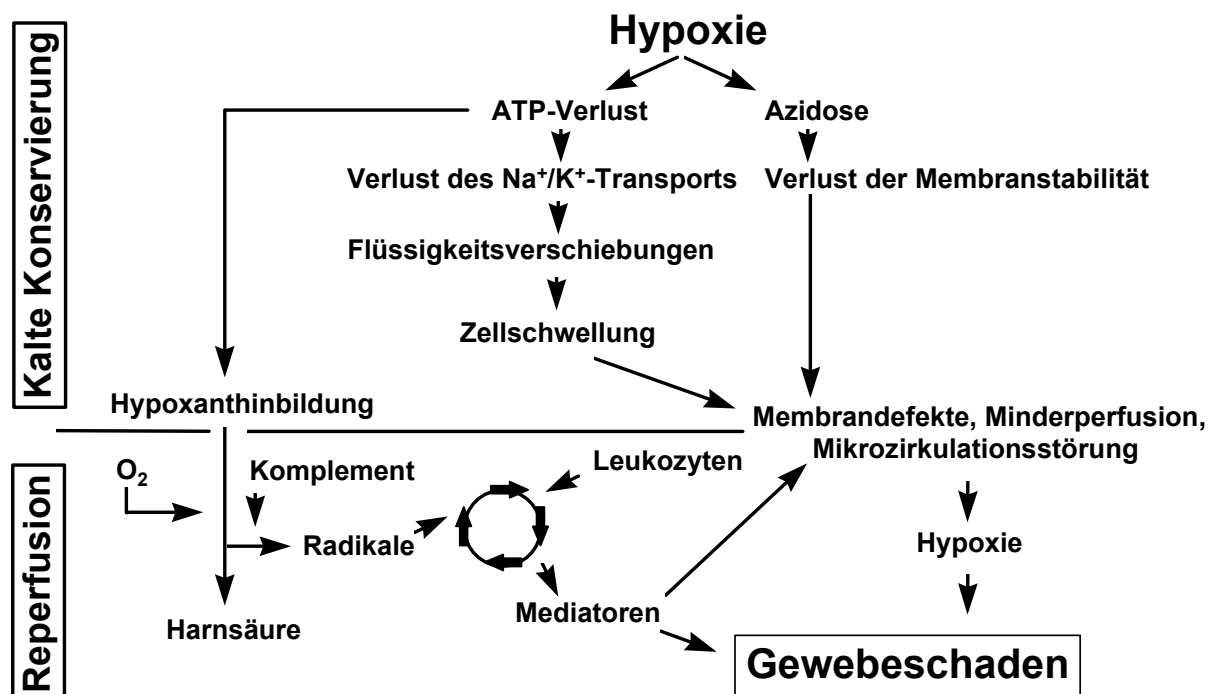 Kalte Konservierung
Hypoxie
ATP-Verlust
Azidose
Verlust des Na⁺/K⁺-Transports
Verlust der Membranstabilität
Flüssigkeitsverschiebungen
Zellschwellung
Hypoxanthinbildung
Membrandefekte, Minderperfusion,
Mikrozirkulationsstörung
Reperfusion
O₂
Komplement
Leukozyten
Radikale
Hypoxie
Mediatoren
Harnsäure
Gewebeschaden